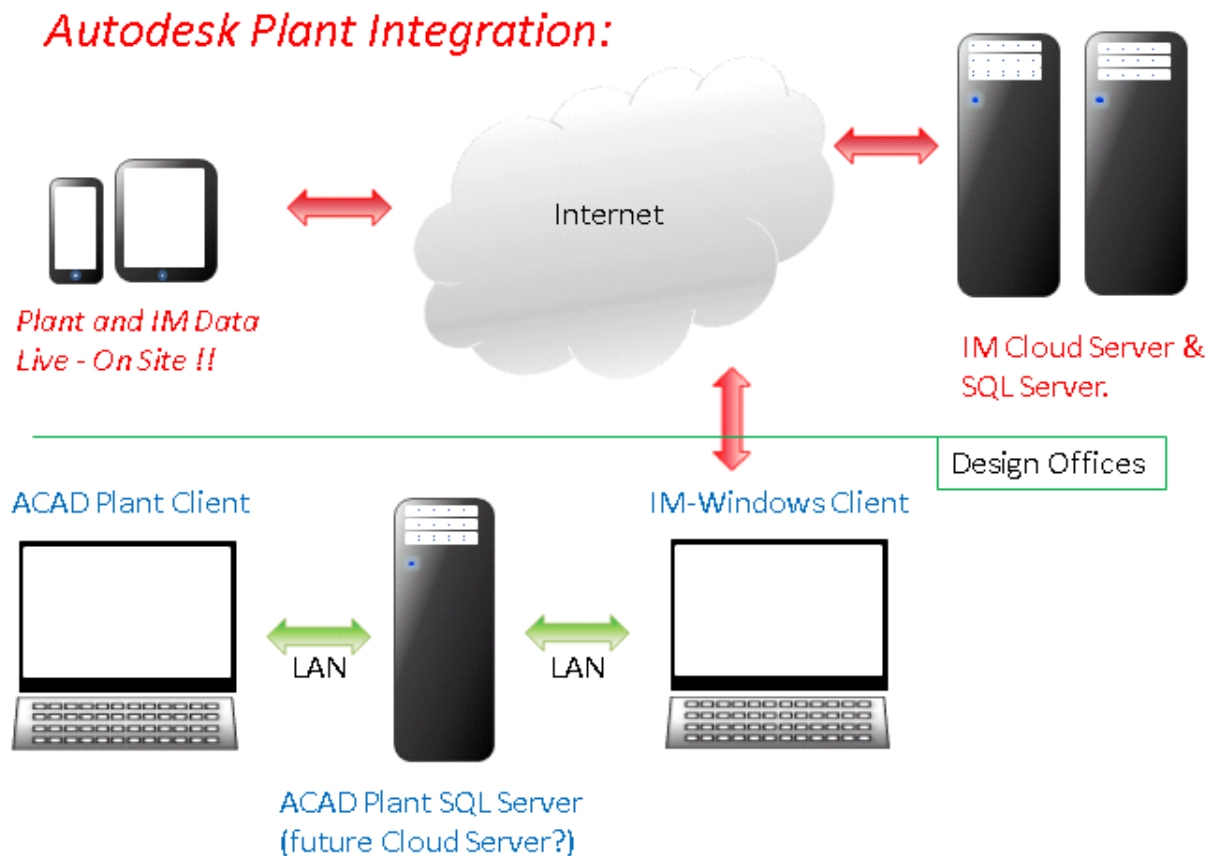 Autodesk Plant Integration:
Internet
Plant and IM Data
Live - On Site !!
IM Cloud Server &
SQL Server.
Design Offices
ACAD Plant Client
IM-Windows Client
LAN
LAN
ACAD Plant SQL Server
(future Cloud Server?)